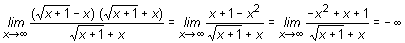 lim x→∞ (√(x+1) − x) (√(x+1) + x) / (√(x+1) + x) = lim x→∞ (x + 1 − x²) / (√(x+1) + x) = lim x→∞ (−x² + x + 1) / (√(x+1) + x) = − ∞